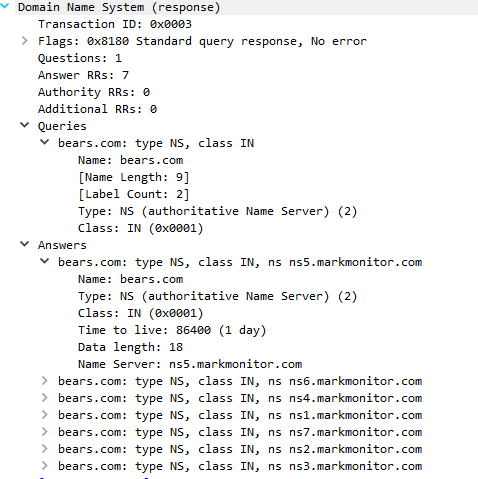 Domain Name System (response)
Transaction ID: 0x0003
Flags: 0x8180 Standard query response, No error
Questions: 1
Answer RRs: 7
Authority RRs: 0
Additional RRs: 0
Queries
bears.com: type NS, class IN
Name: bears.com
[Name Length: 9]
[Label Count: 2]
Type: NS (authoritative Name Server) (2)
Class: IN (0x0001)
Answers
bears.com: type NS, class IN, ns ns5.markmonitor.com
Name: bears.com
Type: NS (authoritative Name Server) (2)
Class: IN (0x0001)
Time to live: 86400 (1 day)
Data length: 18
Name Server: ns5.markmonitor.com
bears.com: type NS, class IN, ns ns6.markmonitor.com
bears.com: type NS, class IN, ns ns4.markmonitor.com
bears.com: type NS, class IN, ns ns1.markmonitor.com
bears.com: type NS, class IN, ns ns7.markmonitor.com
bears.com: type NS, class IN, ns ns2.markmonitor.com
bears.com: type NS, class IN, ns ns3.markmonitor.com